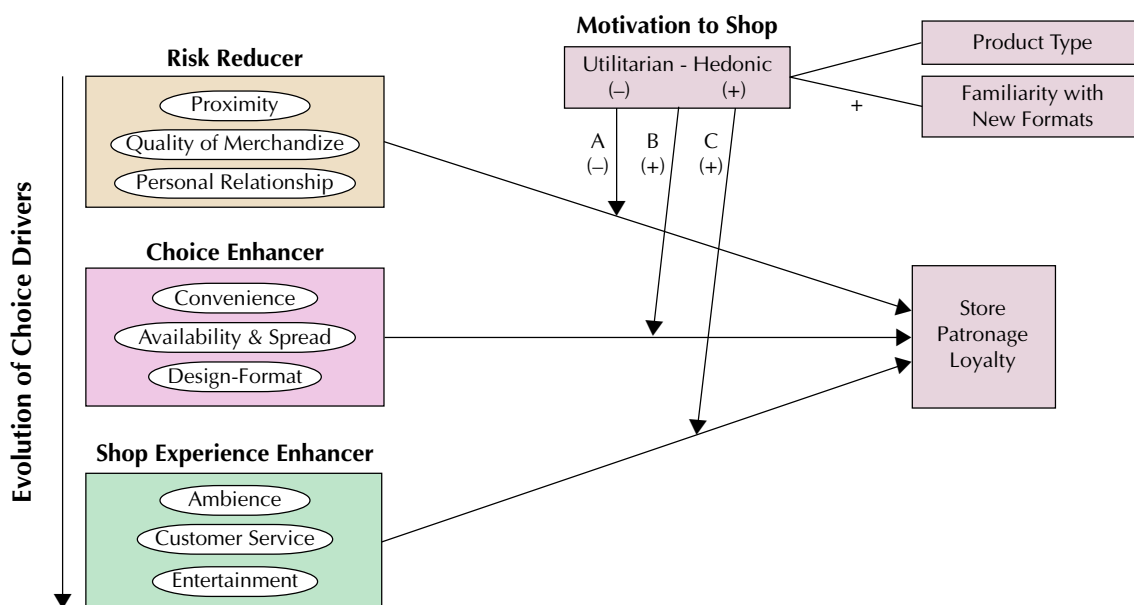 Motivation to Shop
Utilitarian - Hedonic
(–) (+)
Product Type
Familiarity with
New Formats
+
A B C
(–) (+) (+)
Evolution of Choice Drivers
Risk Reducer
Proximity
Quality of Merchandize
Personal Relationship
Choice Enhancer
Convenience
Availability & Spread
Design-Format
Shop Experience Enhancer
Ambience
Customer Service
Entertainment
Store
Patronage
Loyalty